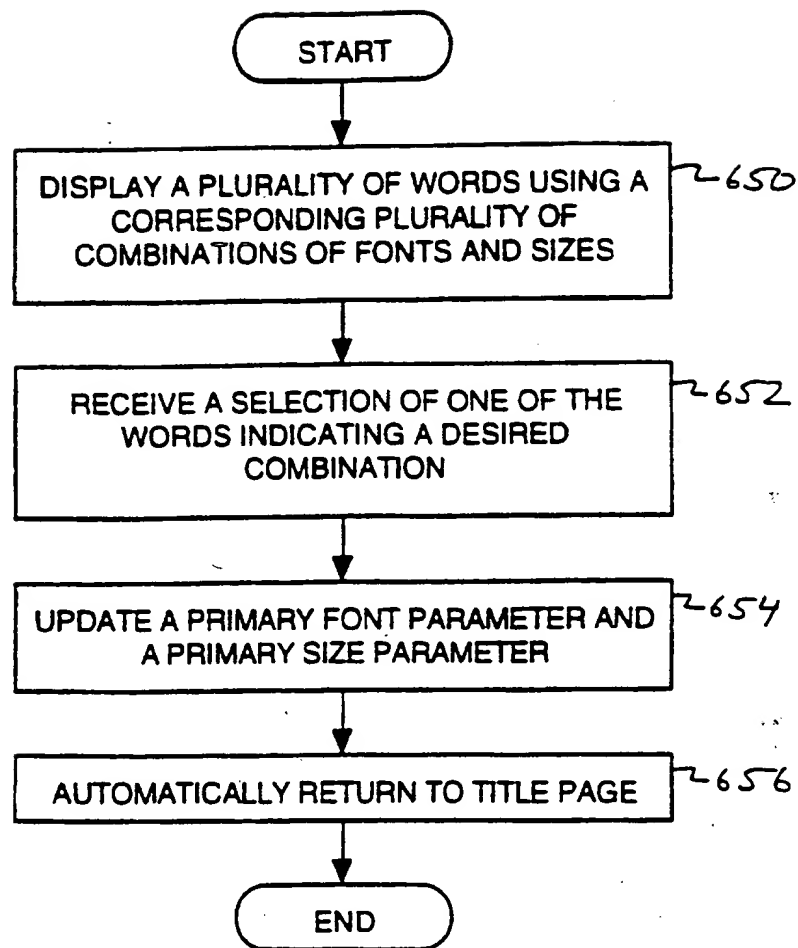 START
DISPLAY A PLURALITY OF WORDS USING A
CORRESPONDING PLURALITY OF
COMBINATIONS OF FONTS AND SIZES
650
RECEIVE A SELECTION OF ONE OF THE
WORDS INDICATING A DESIRED
COMBINATION
652
UPDATE A PRIMARY FONT PARAMETER AND
A PRIMARY SIZE PARAMETER
654
AUTOMATICALLY RETURN TO TITLE PAGE
656
END